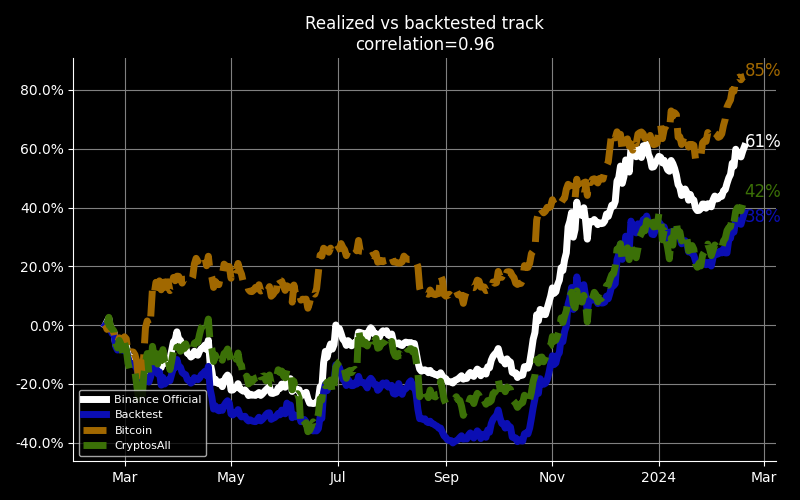 Realized vs backtested track
correlation=0.96
85%
80.0%
61%
60.0%
42%
38%
40.0%
20.0%
0.0%
-20.0%
-40.0%
Binance Official
Backtest
Bitcoin
CryptosAll
Mar
May
Jul
Sep
Nov
2024
Mar